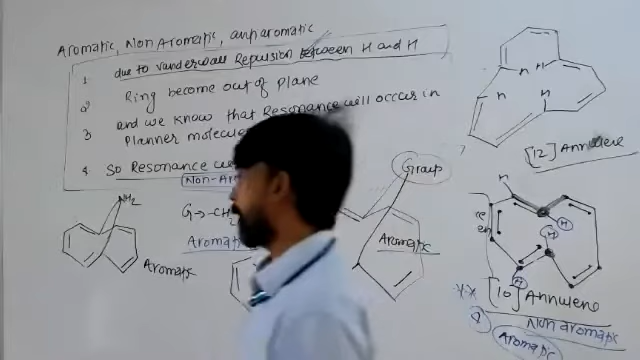 Aromatic, Non Aromatic, antiaromatic
1 due to vanderwall Repulsion Between H and H
2 Ring become out of plane
3 and we know that Resonance will occur in
Planner molecule
4. So Resonance
Non-Aro
NH2
Aromatic
G→-CH2
Aromatic
Group
Aromatic
n H
n n
[12] Annulene
n
H
H
H
** [10] Annulene
Non aromatic
Aromatic